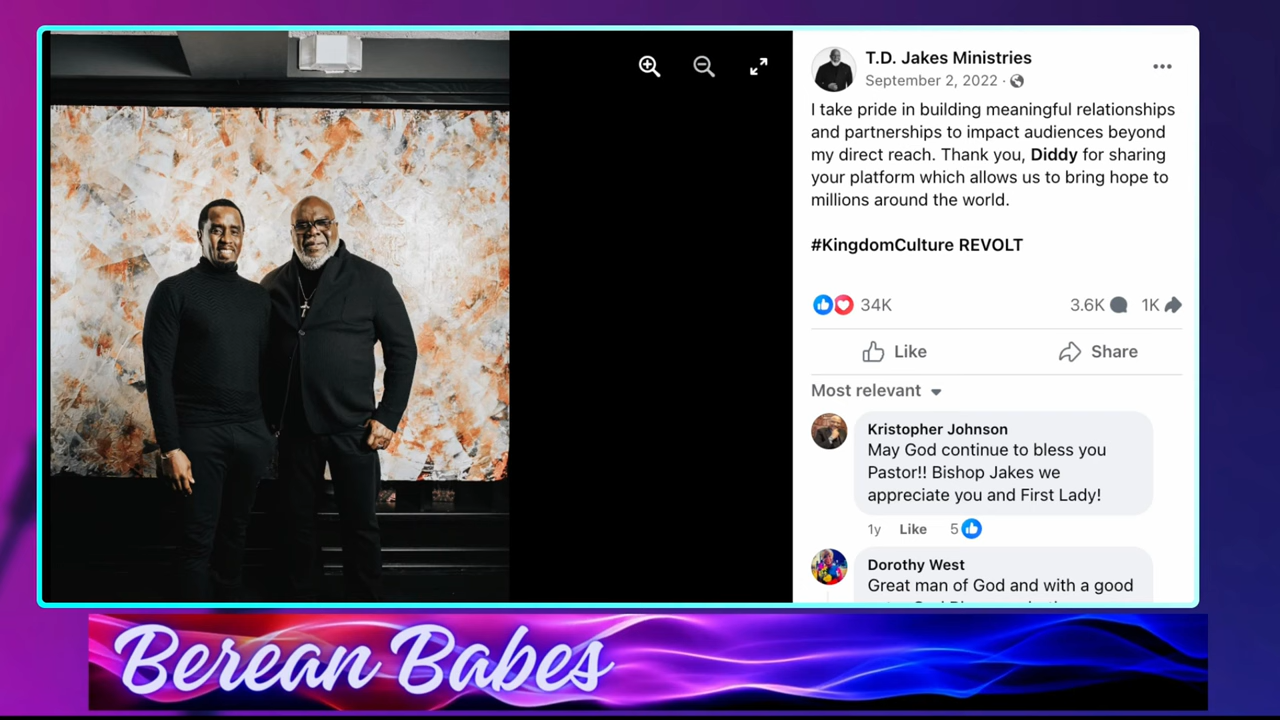 T.D. Jakes Ministries
September 2, 2022
I take pride in building meaningful relationships
and partnerships to impact audiences beyond
my direct reach. Thank you, Diddy for sharing
your platform which allows us to bring hope to
millions around the world.
#KingdomCulture REVOLT
34K
3.6K
1K
Like
Share
Most relevant
Kristopher Johnson
May God continue to bless you
Pastor!! Bishop Jakes we
appreciate you and First Lady!
1y Like 5
Dorothy West
Great man of God and with a good
Berean Babes